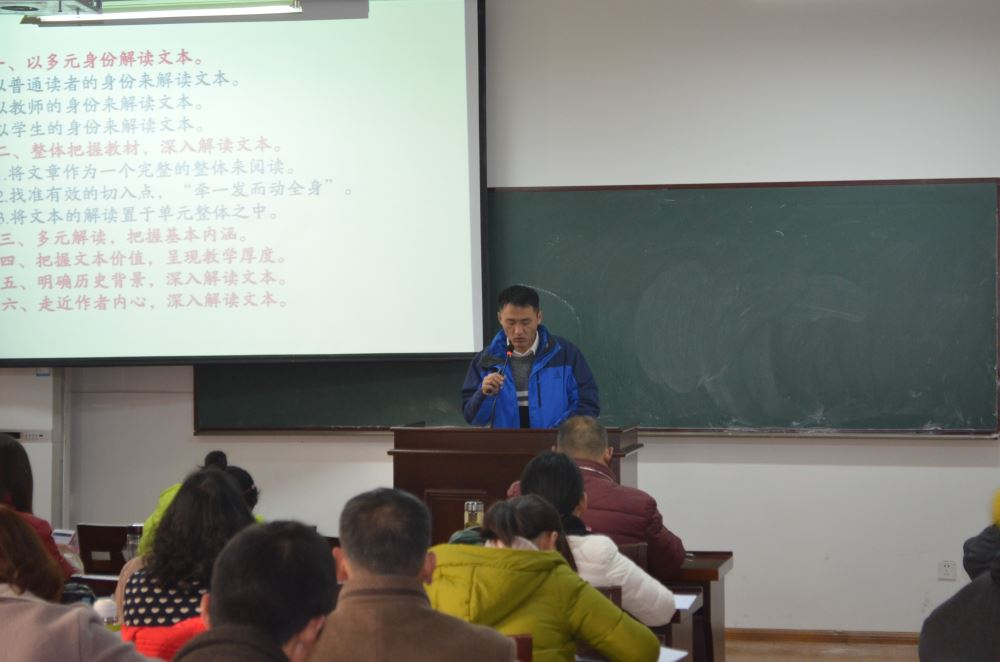 一、以多元身份解读文本。
以普通读者的身份来解读文本。
以教师的身份来解读文本。
以学生的身份来解读文本。
二、整体把握教材，深入解读文本。
1.将文章作为一个完整的整体来阅读。
2.找准有效的切入点，“牵一发而动全身”。
3.将文本的解读置于单元整体之中。
三、多元解读，把握基本内涵。
四、把握文本价值，呈现教学厚度。
五、明确历史背景，深入解读文本。
六、走近作者内心，深入解读文本。